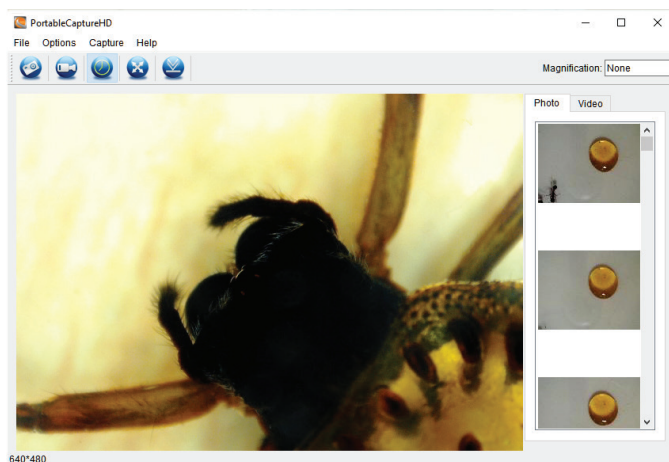 PortableCaptureHD
File Options Capture Help
Magnification: None
Photo Video
640*480